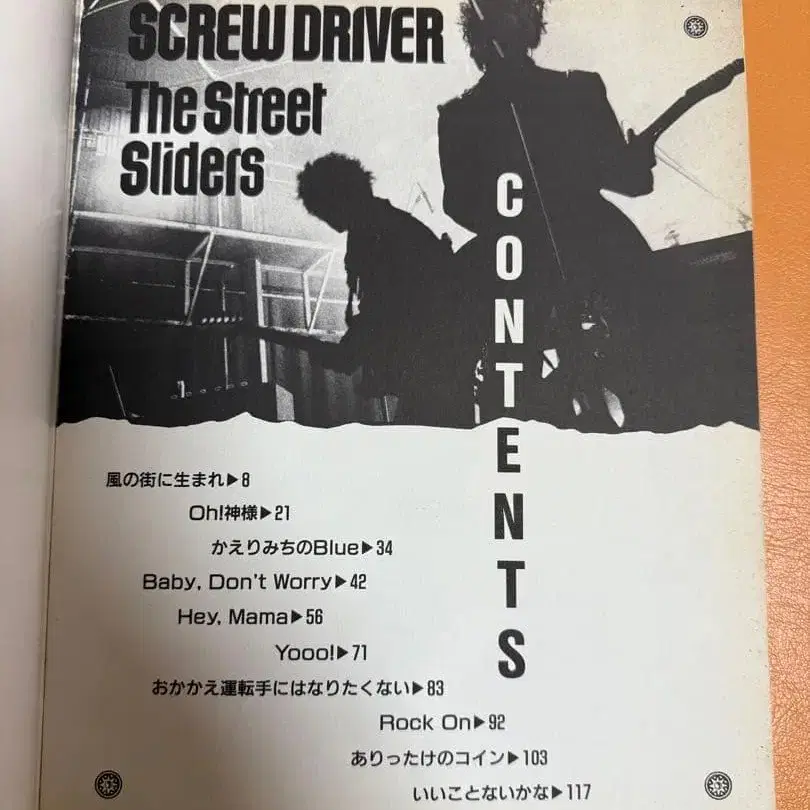 SCREW DRIVER
The Street
Sliders
CONTENTS
風の街に生まれ▶8
Oh!神様▶21
かえりみちのBlue▶34
Baby, Don't Worry▶42
Hey, Mama▶56
Yooo!▶71
おかかえ運転手にはなりたくない▶83
Rock On▶92
ありったけのコイン▶103
いいことないかな▶117